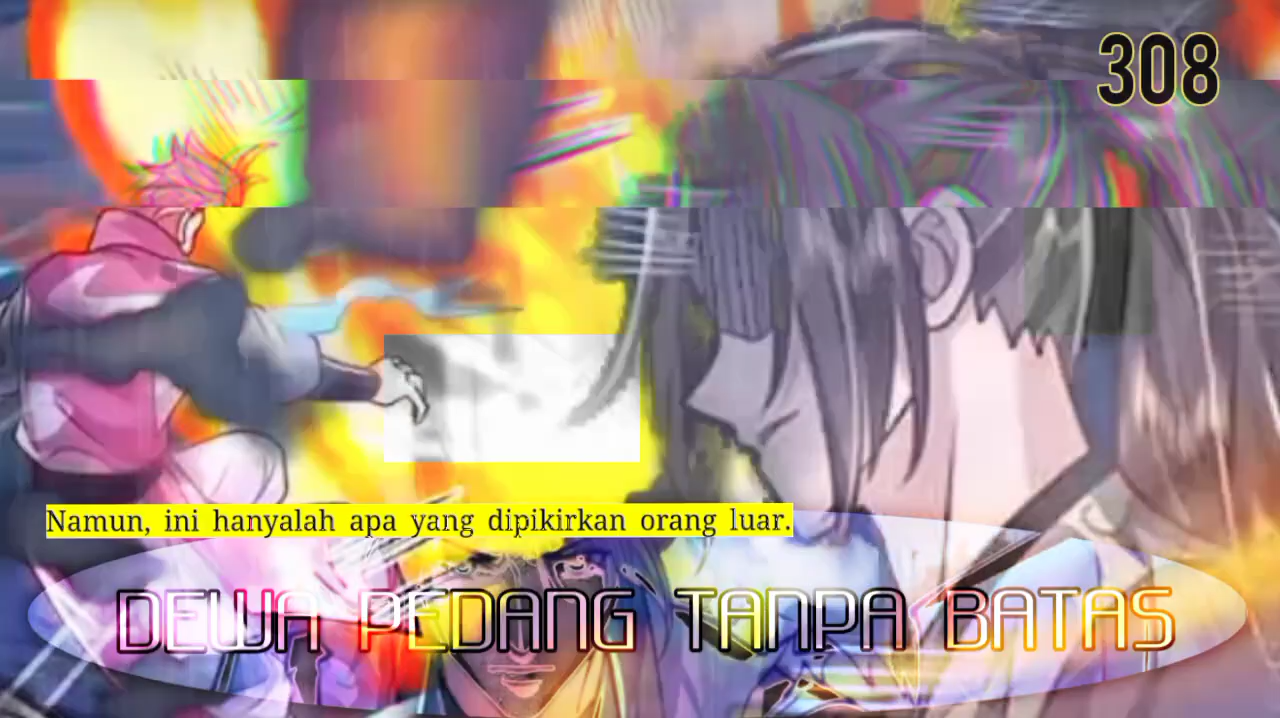 308
Namun, ini hanyalah apa yang dipikirkan orang luar.
DEWA PEDANG TANPA BATAS